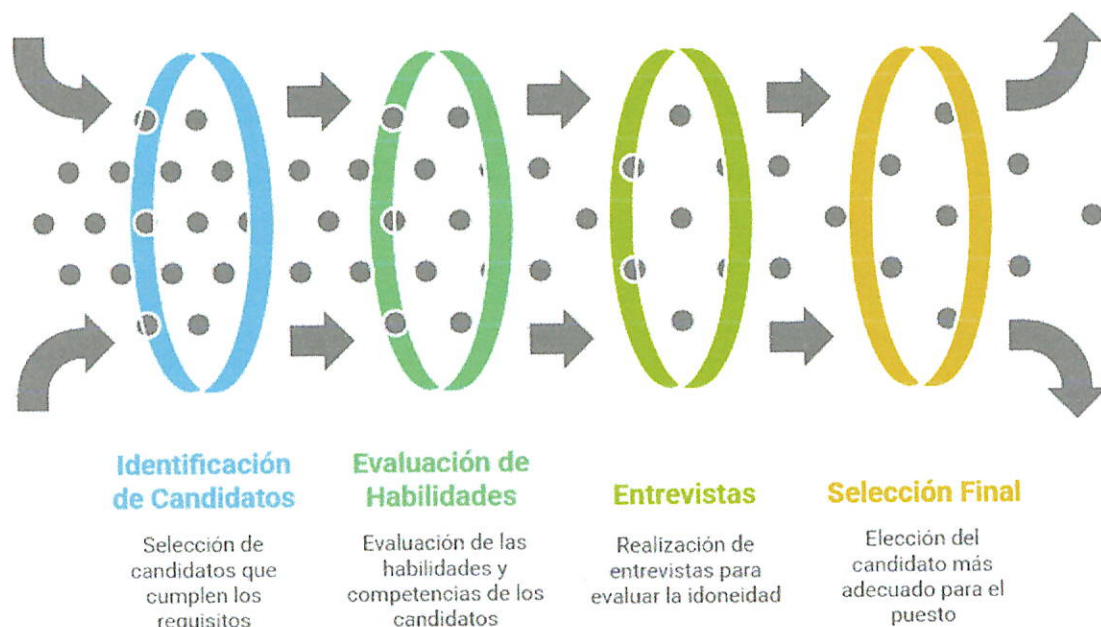 Identificación
de Candidatos
Selección de
candidatos que
cumplen los
requisitos
Evaluación de
Habilidades
Evaluación de las
habilidades y
competencias de los
candidatos
Entrevistas
Realización de
entrevistas para
evaluar la idoneidad
Selección Final
Elección del
candidato más
adecuado para el
puesto